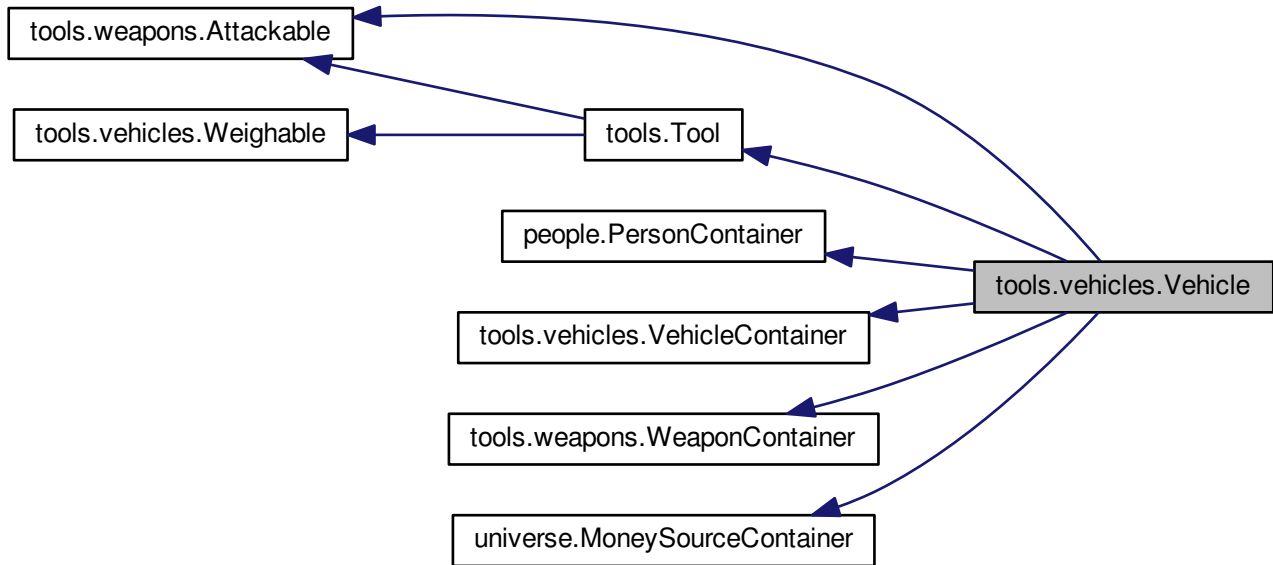 tools.weapons.Attackable
tools.vehicles.Weighable
tools.Tool
people.PersonContainer
tools.vehicles.Vehicle
tools.vehicles.VehicleContainer
tools.weapons.WeaponContainer
universe.MoneySourceContainer